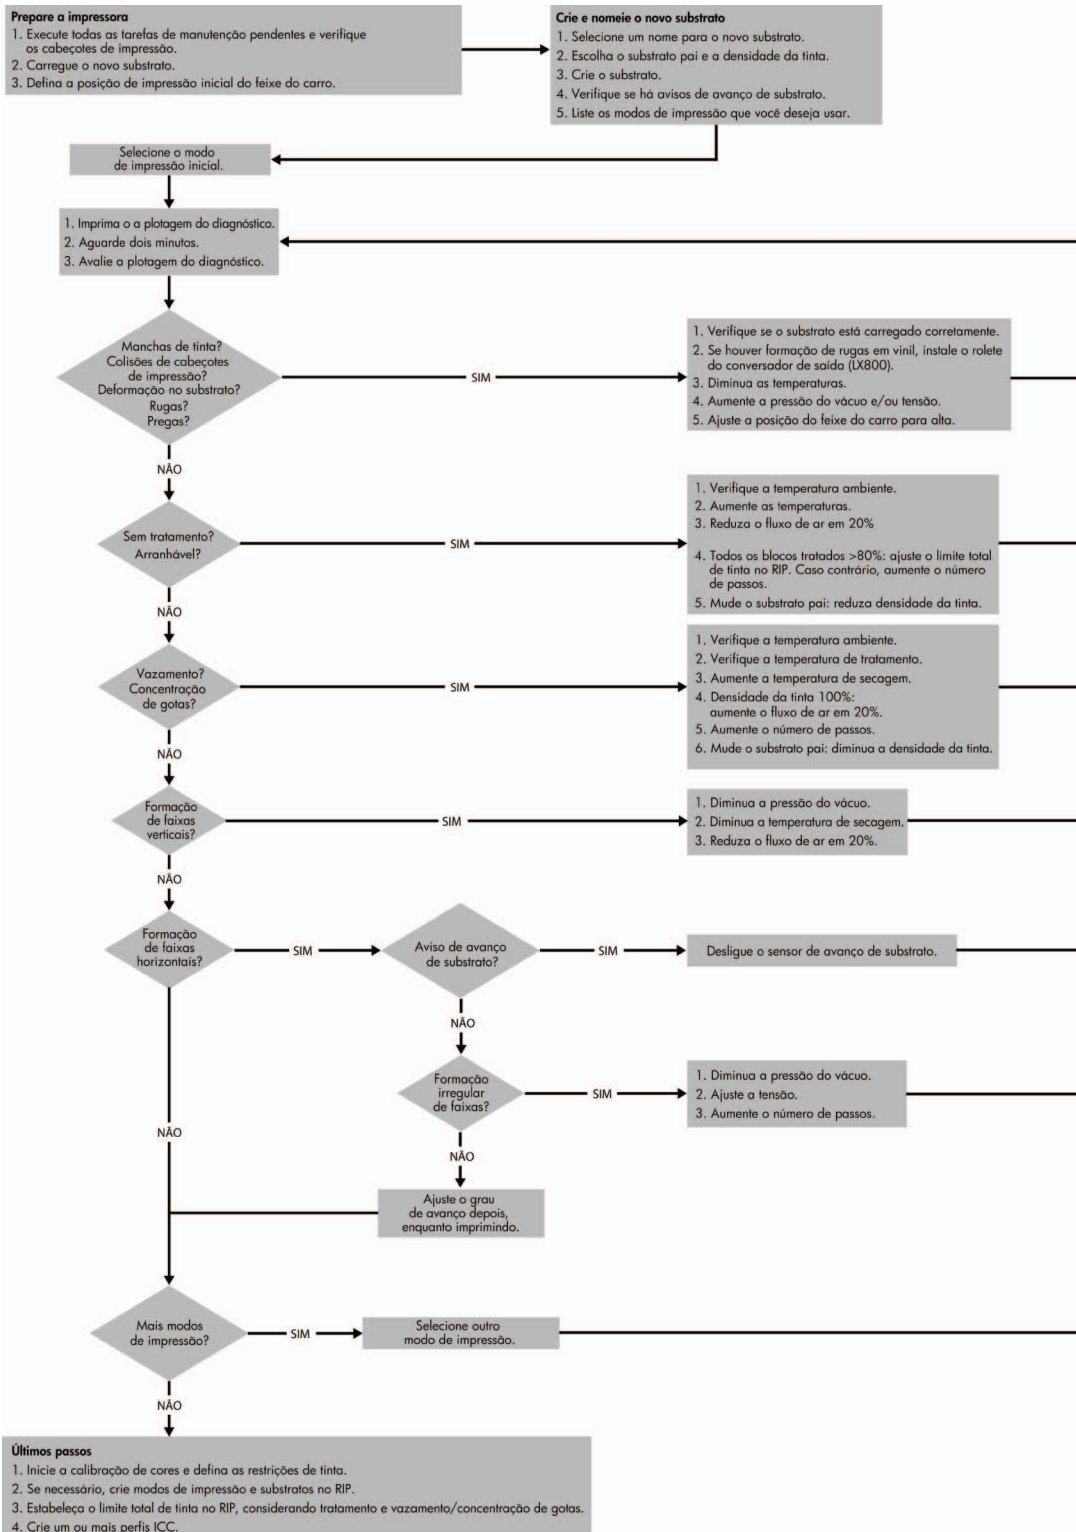 Prepare a impressora
1. Execute todas as tarefas de manutenção pendentes e verifique
os cabeçotes de impressão.
2. Carregue o novo substrato.
3. Defina a posição de impressão inicial do feixe do carro.
Crie e nomeie o novo substrato
1. Selecione um nome para o novo substrato.
2. Escolha o substrato pai e a densidade da tinta.
3. Crie o substrato.
4. Verifique se há avisos de avanço de substrato.
5. Liste os modos de impressão que você deseja usar.
Selecione o modo
de impressão inicial.
1. Imprima o a plotagem do diagnóstico.
2. Aguarde dois minutos.
3. Avalie a plotagem do diagnóstico.
Manchas de tinta?
Colisões de cabeçotes
de impressão?
Deformação no substrato?
Rugas?
Pregas?
SIM
1. Verifique se o substrato está carregado corretamente.
2. Se houver formação de rugas em vinil, instale o rolete
do conversador de saída (LX800).
3. Diminua as temperaturas.
4. Aumente a pressão do vácuo e/ou tensão.
5. Ajuste a posição do feixe do carro para alta.
NÃO
Sem tratamento?
Arranhável?
SIM
1. Verifique a temperatura ambiente.
2. Aumente as temperaturas.
3. Reduza o fluxo de ar em 20%
4. Todos os blocos tratados >80%: ajuste o limite total
de tinta no RIP. Caso contrário, aumente o número
de passos.
5. Mude o substrato pai: reduza densidade da tinta.
NÃO
Vazamento?
Concentração
de gotas?
SIM
1. Verifique a temperatura ambiente.
2. Verifique a temperatura de tratamento.
3. Aumente a temperatura de secagem.
4. Densidade da tinta 100%:
aumente o fluxo de ar em 20%.
5. Aumente o número de passos.
6. Mude o substrato pai: diminua a densidade da tinta.
NÃO
Formação
de faixas
verticais?
SIM
1. Diminua a pressão do vácuo.
2. Diminua a temperatura de secagem.
3. Reduza o fluxo de ar em 20%.
NÃO
Formação
de faixas
horizontais?
SIM
Aviso de avanço
de substrato?
SIM
Desligue o sensor de avanço de substrato.
NÃO
Formação
irregular
de faixas?
SIM
1. Diminua a pressão do vácuo.
2. Ajuste a tensão.
3. Aumente o número de passos.
NÃO
NÃO
Ajuste o grau
de avanço depois,
enquanto imprimindo.
Mais modos
de impressão?
SIM
Selecione outro
modo de impressão.
NÃO
Últimos passos
1. Inicie a calibração de cores e defina as restrições de tinta.
2. Se necessário, crie modos de impressão e substratos no RIP.
3. Estabeleça o limite total de tinta no RIP, considerando tratamento e vazamento/concentração de gotas.
4. Crie um ou mais perfis ICC.